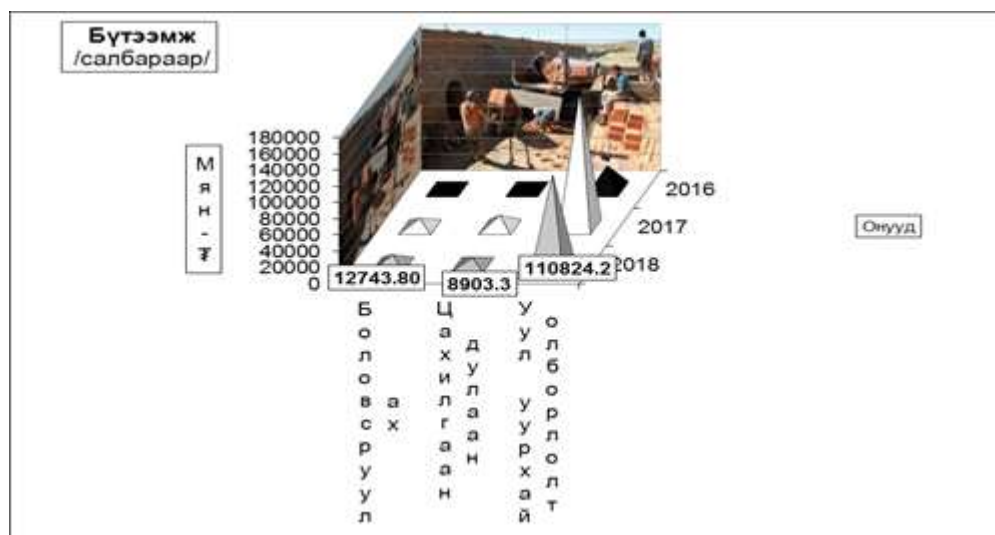 Бүтээмж
/салбараар/
Мян-₮
180000
160000
140000
120000
100000
80000
60000
40000
20000
0
2016
2017
2018
Онууд
12743.80
8903.3
110824.2
Боловсруулах
Цахилгаан дулаан
Уул уурхай олборлолт